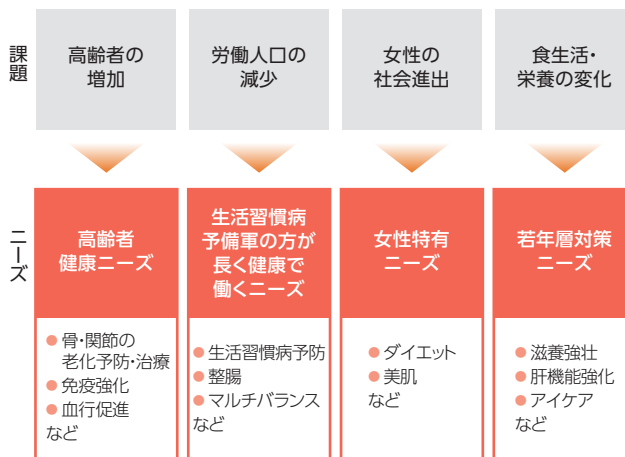 課題
高齢者の
増加
労働人口の
減少
女性の
社会進出
食生活・
栄養の変化
ニーズ
高齢者
健康ニーズ
生活習慣病
予備軍の方が
長く健康で
働くニーズ
女性特有
ニーズ
若年層対策
ニーズ
● 骨・関節の
老化予防・治療
● 免疫強化
● 血行促進
など
● 生活習慣病予防
● 整腸
● マルチバランス
など
● ダイエット
● 美肌
など
● 滋養強壮
● 肝機能強化
● アイケア
など